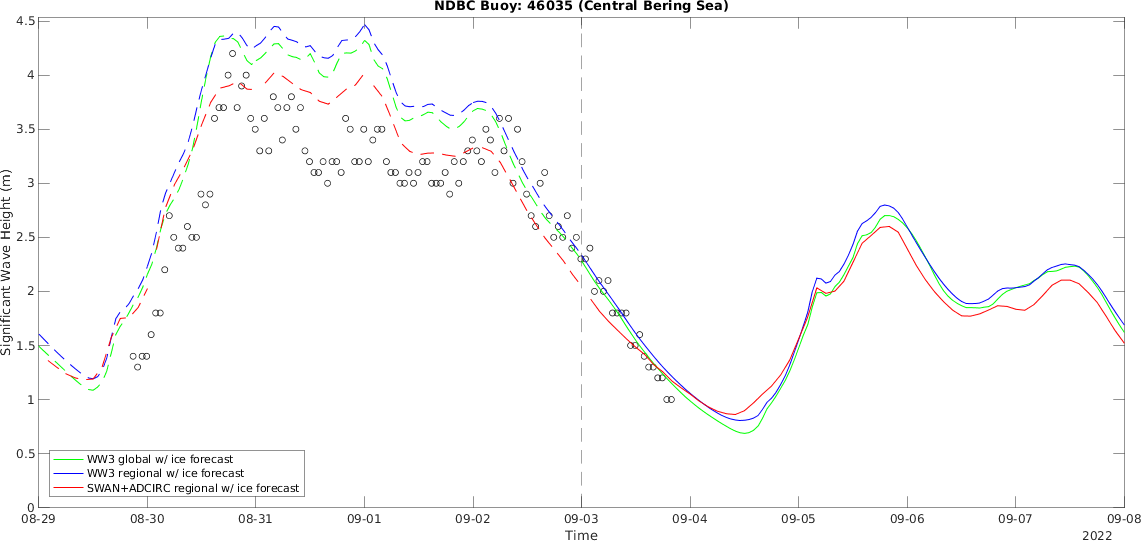 NDBC Buoy: 46035 (Central Bering Sea)
4.5
4
3.5
3
2.5
2
1.5
1
0.5
0
Significant Wave Height (m)
WW3 global w/ ice forecast
WW3 regional w/ ice forecast
SWAN+ADCIRC regional w/ ice forecast
08-29 08-30 08-31 09-01 09-02 09-03 09-04 09-05 09-06 09-07 09-08
Time
2022